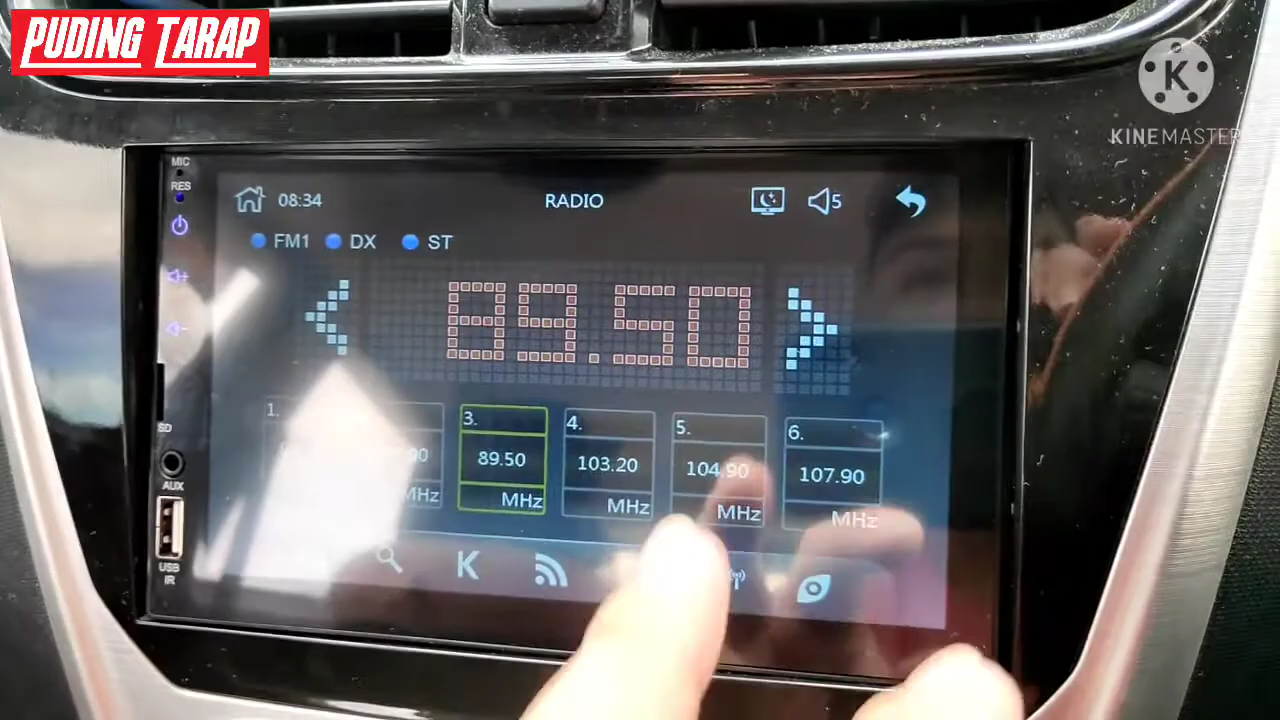 PUDING TARAP
K
KINEMASTER
MIC
RES
08:34
RADIO
5
FM1
DX
ST
89.50
1.
3.
89.50
MHz
4.
103.20
MHz
5.
104.90
MHz
6.
107.90
MHz
MHz
K
SD
AUX
USB
IR